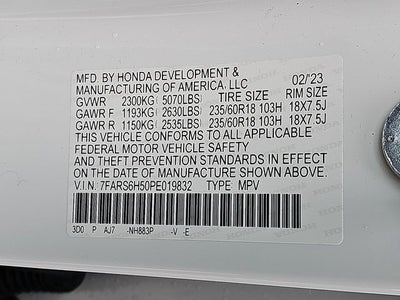 MFD. BY HONDA DEVELOPMENT & 02/'23
MANUFACTURING OF AMERICA, LLC
GVWR 2300KG (5070LBS) TIRE SIZE RIM SIZE
GAWR F 1193KG (2630LBS) 235/60R18 103H 18X7.5J
GAWR R 1150KG (2535LBS) 235/60R18 103H 18X7.5J
THIS VEHICLE CONFORMS TO ALL APPLICABLE
FEDERAL MOTOR VEHICLE SAFETY
AND THEFT PREVENTION STANDARDS IN EFFECT
ON THE DATE OF MANUFACTURE SHOWN ABOVE.
V.I.N. 7FARS6H50PE019832 TYPE: MPV
3D0 P AJ7 -NH883P -V -E